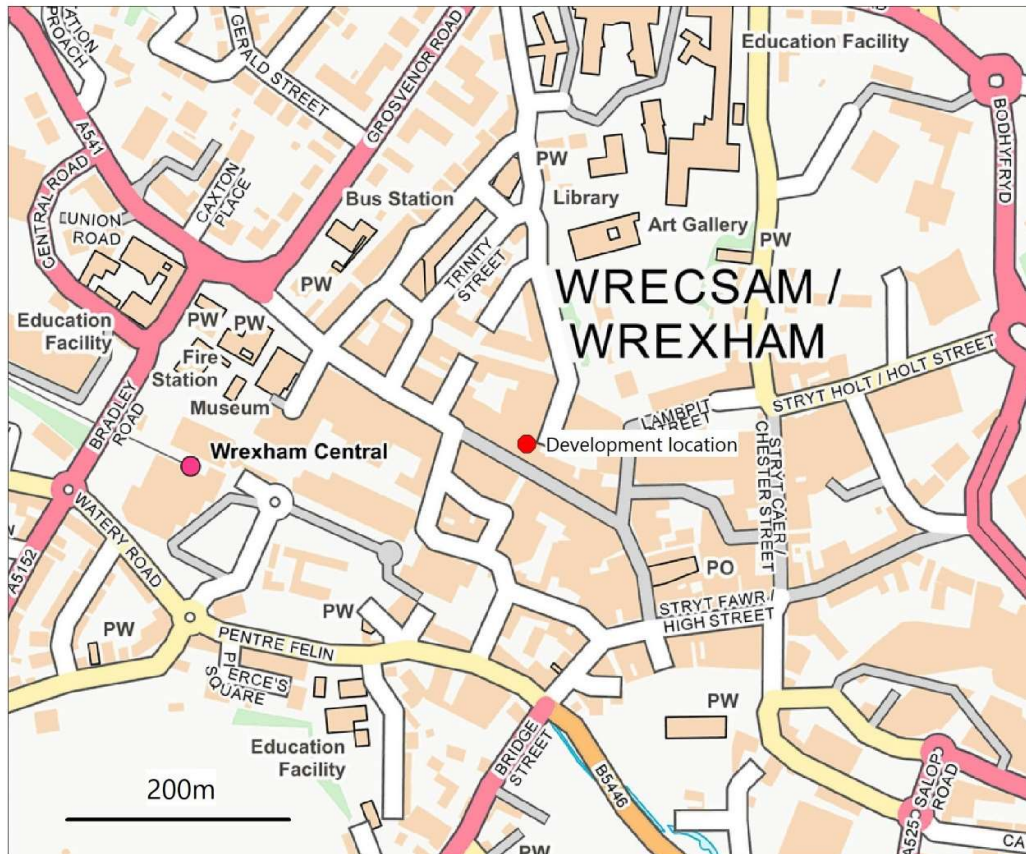 ATION
PROACH
GERALD STREET
GROSVENOR ROAD
Education Facility
A541
BODHYFRYD
CENTRAL ROAD
CAXTON
PLACE
PW
Bus Station
Library
Art Gallery
UNION
ROAD
PW
TRINITY
STREET
PW
WRECSAM /
WREXHAM
Education
Facility
PW
PW
Fire
Station
Museum
STRYT HOLT / HOLT STREET
BRADLEY
ROAD
LAMBPIT
STREET
Wrexham Central
Development location
STRYT CAER /
CHESTER STREET
WATERY ROAD
A5152
PO
PW
STRYT FAWR /
HIGH STREET
PW
PENTRE FELIN
PIERCE'S
SQUARE
PW
Education
Facility
BRIDGE
STREET
B5446
SALOP
ROAD
A525
200m
CA
PW